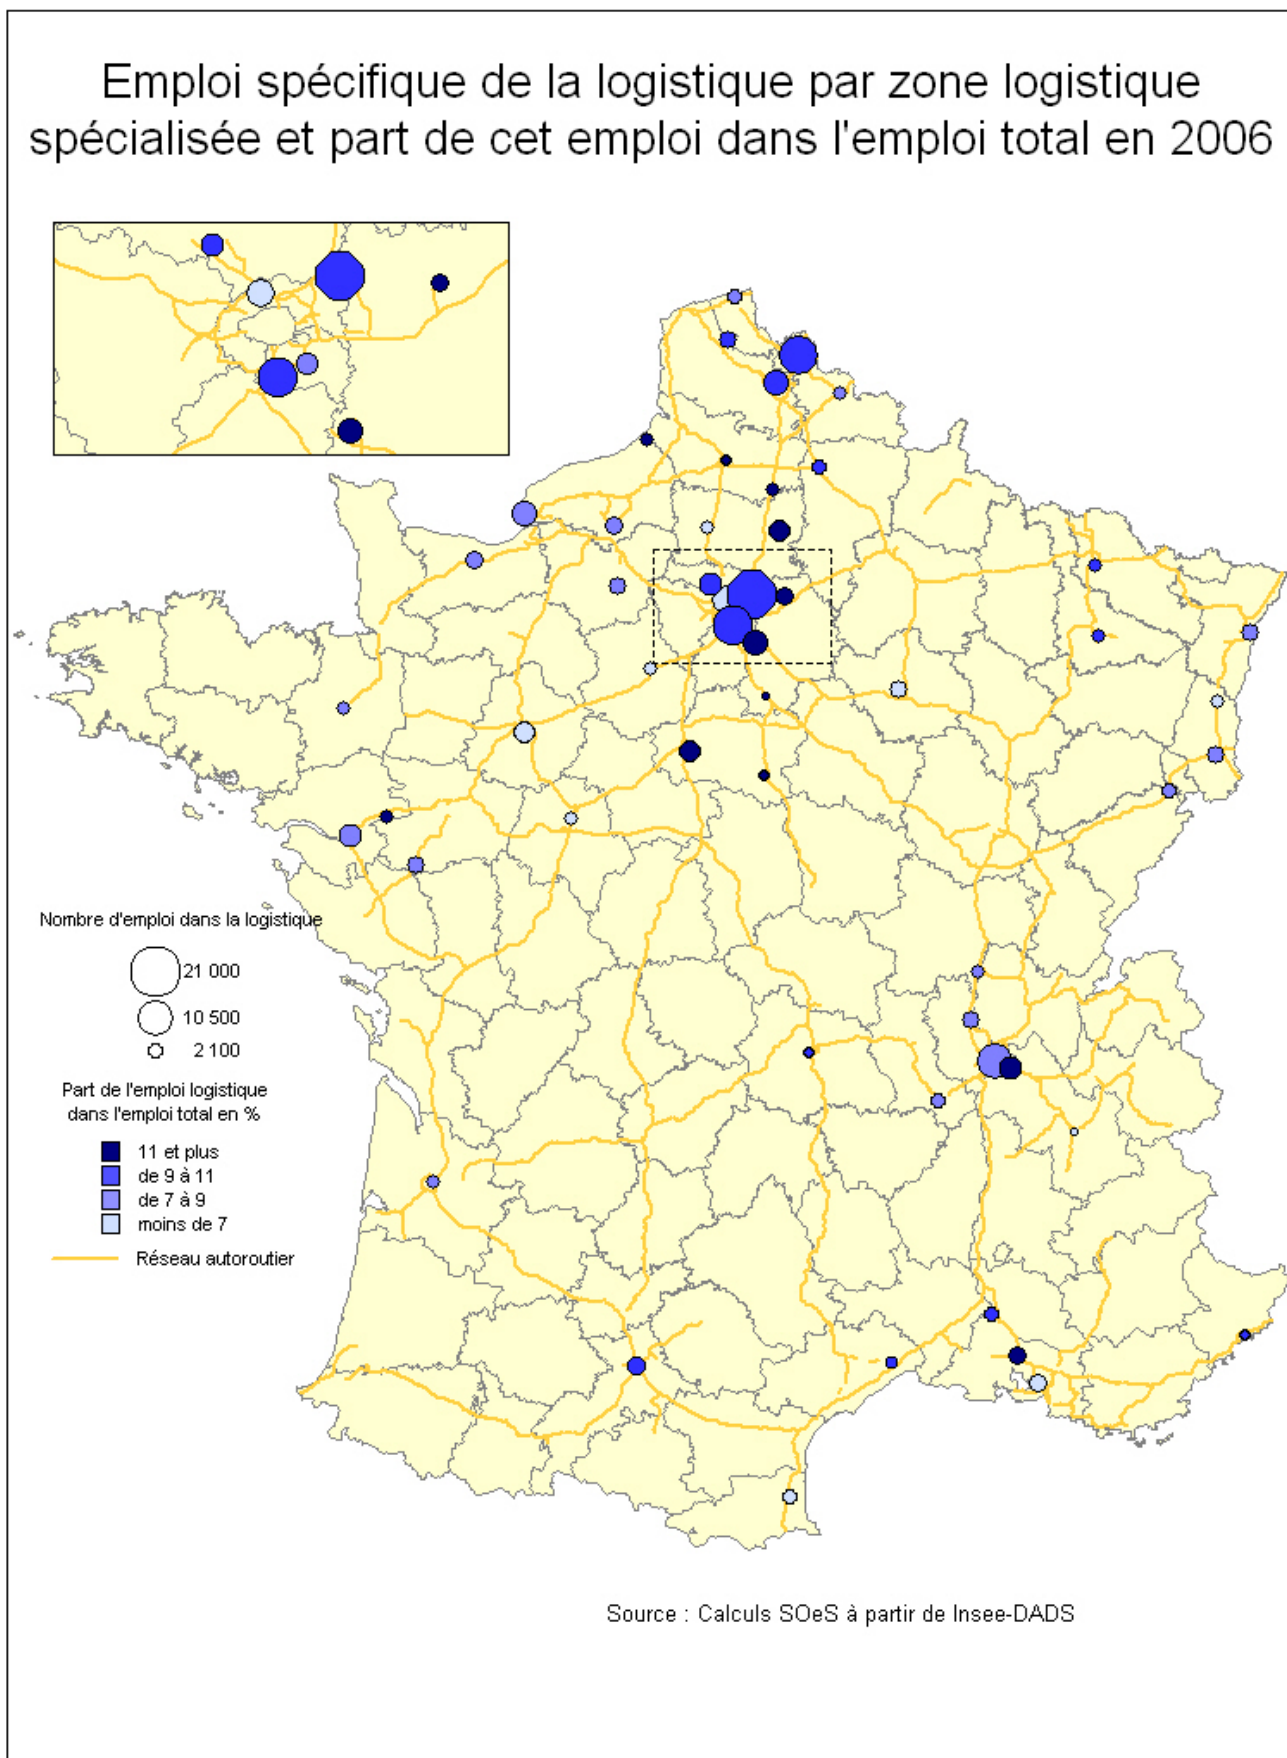 Emploi spécifique de la logistique par zone logistique
spécialisée et part de cet emploi dans l'emploi total en 2006
Nombre d'emploi dans la logistique
21 000
10 500
2 100
Part de l'emploi logistique
dans l'emploi total en %
11 et plus
de 9 à 11
de 7 à 9
moins de 7
Réseau autoroutier
Source : Calculs SOeS à partir de Insee-DADS